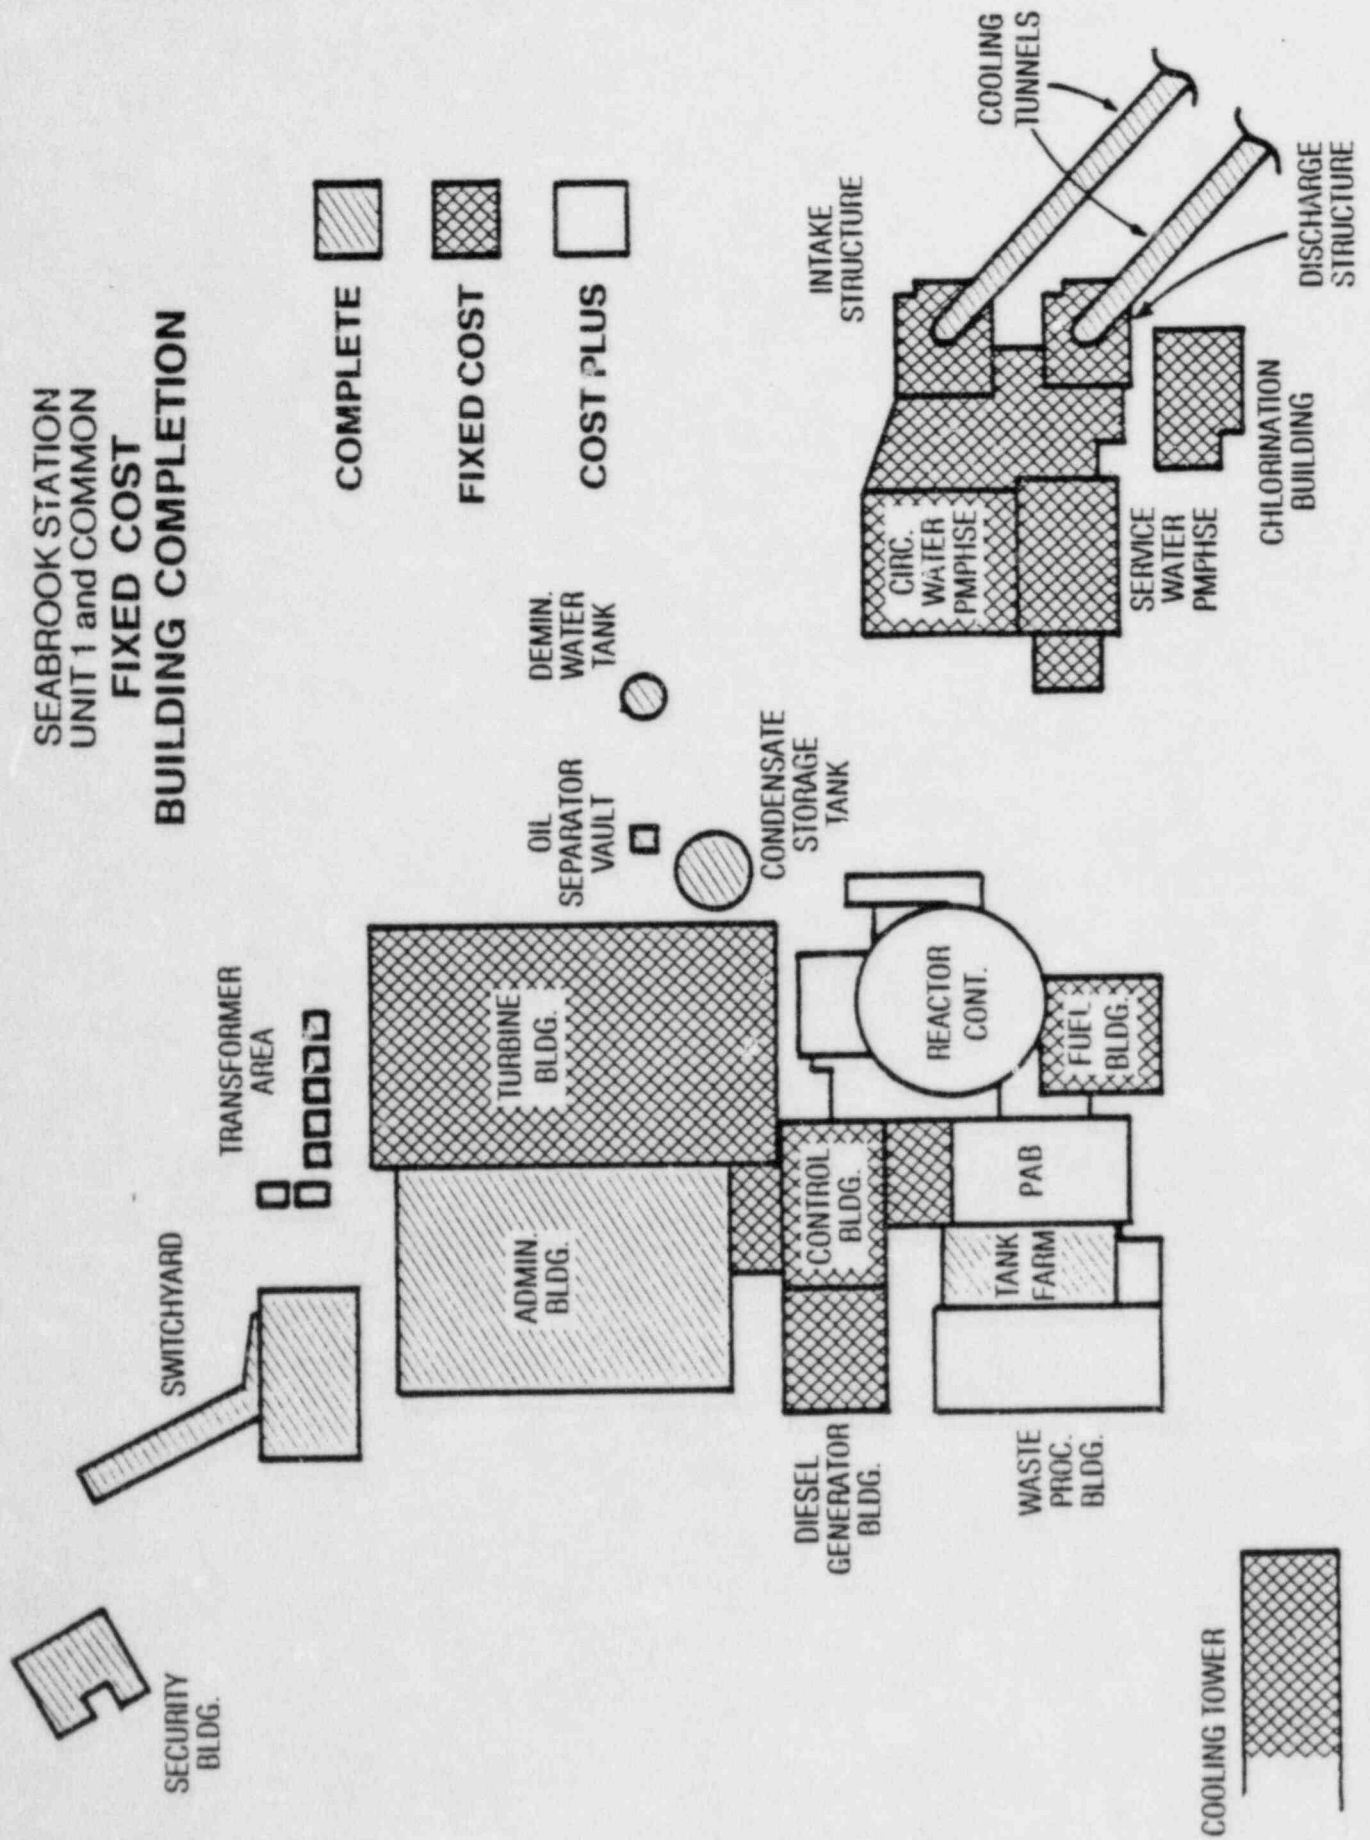 SEABROOK STATION
UNIT 1 and COMMON
FIXED COST
BUILDING COMPLETION
COMPLETE
FIXED COST
COST PLUS
SECURITY
BLDG.
SWITCHYARD
TRANSFORMER
AREA
ADMIN.
BLDG.
TURBINE
BLDG.
OIL
SEPARATOR
VAULT
DEMIN.
WATER
TANK
CONDENSATE
STORAGE
TANK
DIESEL
GENERATOR
BLDG.
CONTROL
BLDG.
REACTOR
CONT.
FUEL
BLDG.
PAB
TANK
FARM
WASTE
PROC.
BLDG.
COOLING TOWER
INTAKE
STRUCTURE
COOLING
TUNNELS
CIRC.
WATER
PMPHSE
SERVICE
WATER
PMPHSE
CHLORINATION
BUILDING
DISCHARGE
STRUCTURE